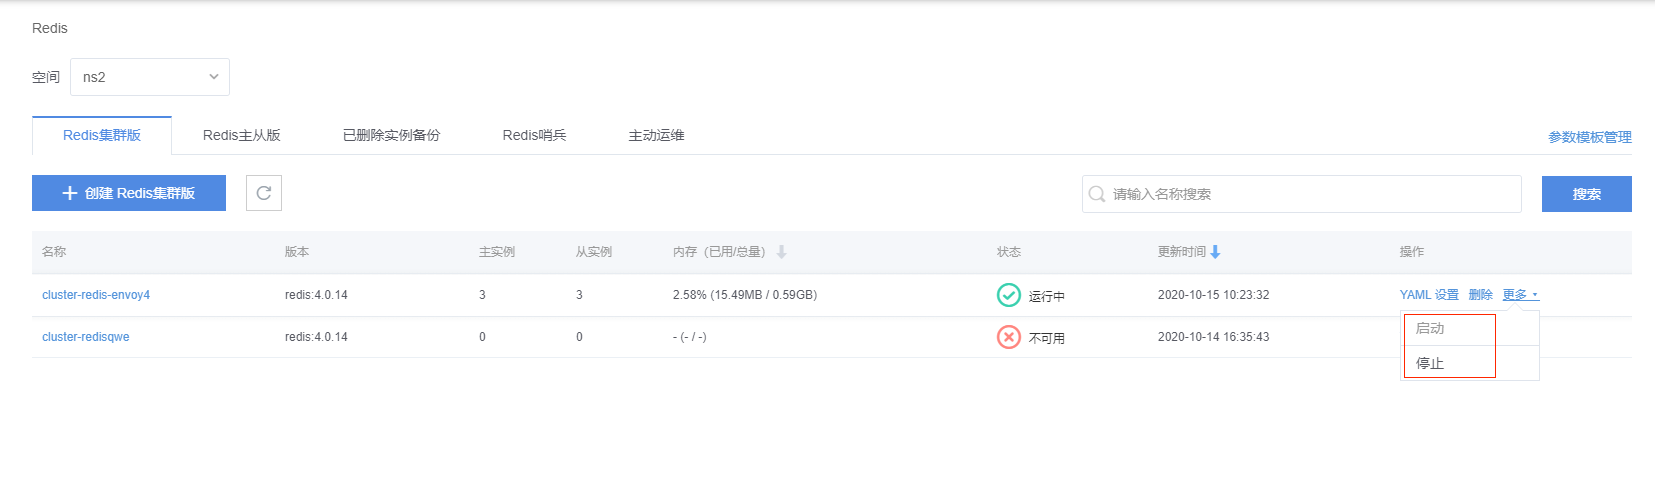 Redis
空间 ns2
Redis集群版 Redis主从版 已删除实例备份 Redis哨兵 主动运维 参数模板管理
创建 Redis集群版 请输入名称搜索 搜索
名称 版本 主实例 从实例 内存（已用/总量） 状态 更新时间 操作
cluster-redis-envoy4 redis:4.0.14 3 3 2.58% (15.49MB / 0.59GB) 运行中 2020-10-15 10:23:32 YAML 设置 删除 更多
启动
cluster-redisqwe redis:4.0.14 0 0 - (- / -) 不可用 2020-10-14 16:35:43
停止